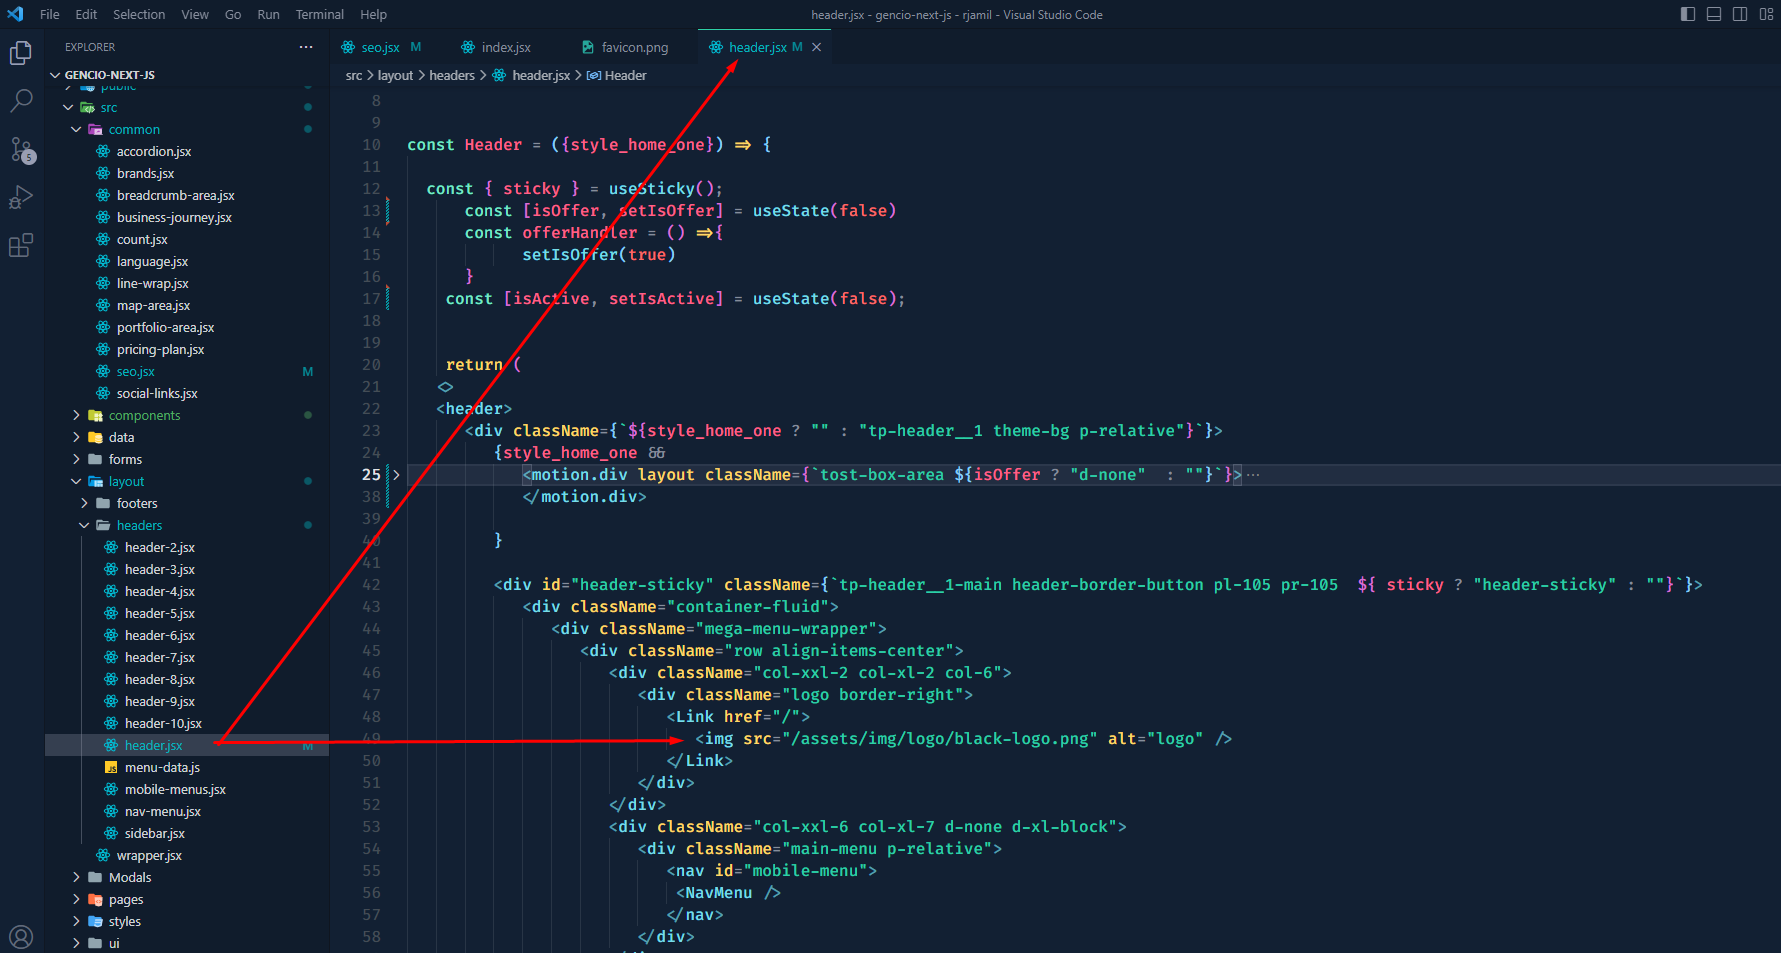 File Edit Selection View Go Run Terminal Help
header.jsx - gencio-next-js - rjamil - Visual Studio Code
EXPLORER
GENCIO-NEXT-JS
public
src
common
accordion.jsx
brands.jsx
breadcrumb-area.jsx
business-journey.jsx
count.jsx
language.jsx
line-wrap.jsx
map-area.jsx
portfolio-area.jsx
pricing-plan.jsx
seo.jsx M
social-links.jsx
components
data
forms
layout
footers
headers
header-2.jsx
header-3.jsx
header-4.jsx
header-5.jsx
header-6.jsx
header-7.jsx
header-8.jsx
header-9.jsx
header-10.jsx
header.jsx M
menu-data.js
mobile-menus.jsx
nav-menu.jsx
sidebar.jsx
wrapper.jsx
Modals
pages
styles
ui
5
seo.jsx M index.jsx favicon.png header.jsx M
src > layout > headers > header.jsx > Header
8
9
10 const Header = ({style_home_one}) => {
11
12 const { sticky } = useSticky();
13 const [isOffer, setIsOffer] = useState(false)
14 const offerHandler = () =>{
15 setIsOffer(true)
16 }
17 const [isActive, setIsActive] = useState(false);
18
19
20 return (
21 <>
22 <header>
23 <div className={`${style_home_one ? "" : "tp-header__1 theme-bg p-relative"}`}>
24 {style_home_one &&
25 <motion.div layout className={`tost-box-area ${isOffer ? "d-none" : ""}`}> ...
38 </motion.div>
39
40 }
41
42 <div id="header-sticky" className={`tp-header__1-main header-border-button pl-105 pr-105 ${ sticky ? "header-sticky" : ""}`}>
43 <div className="container-fluid">
44 <div className="mega-menu-wrapper">
45 <div className="row align-items-center">
46 <div className="col-xxl-2 col-xl-2 col-6">
47 <div className="logo border-right">
48 <Link href="/">
49 <img src="/assets/img/logo/black-logo.png" alt="logo" />
50 </Link>
51 </div>
52 </div>
53 <div className="col-xxl-6 col-xl-7 d-none d-xl-block">
54 <div className="main-menu p-relative">
55 <nav id="mobile-menu">
56 <NavMenu />
57 </nav>
58 </div>